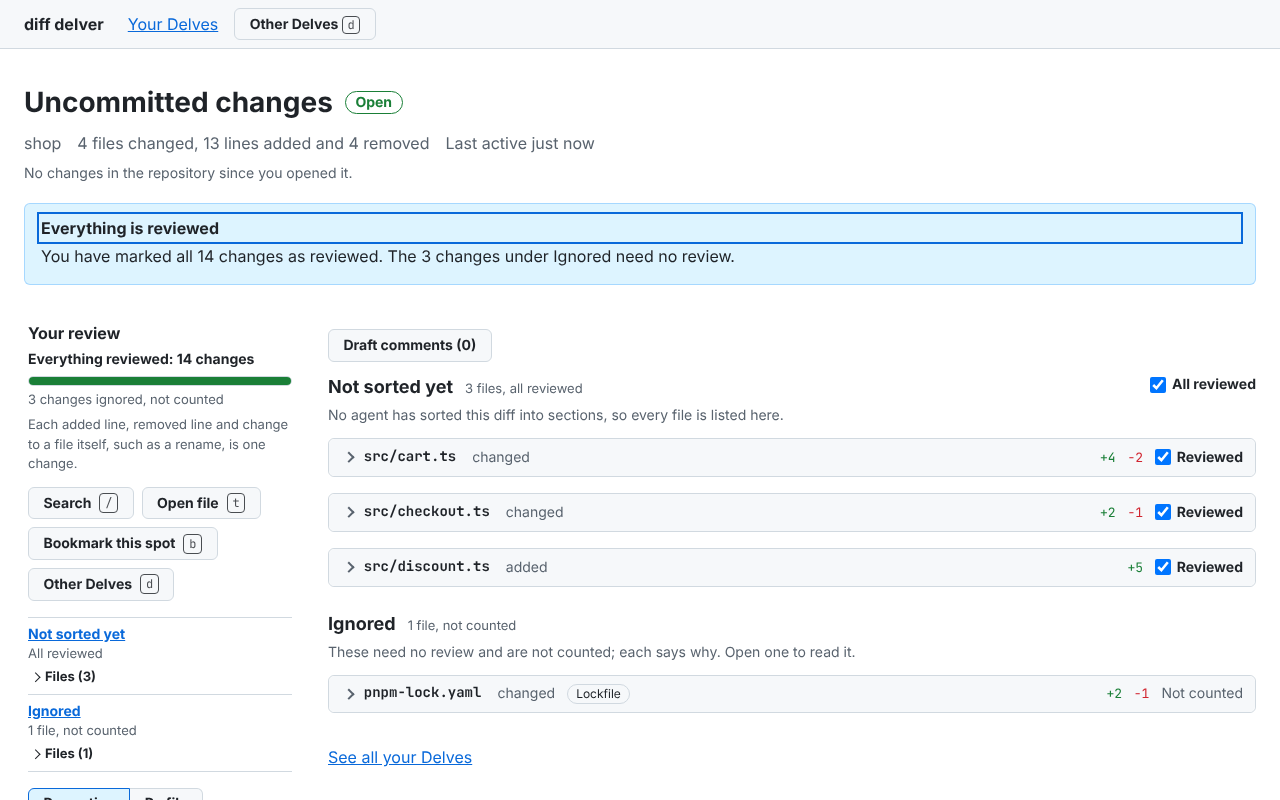 diff delver Your Delves Other Delves d
Uncommitted changes Open
shop 4 files changed, 13 lines added and 4 removed Last active just now
No changes in the repository since you opened it.
Everything is reviewed
You have marked all 14 changes as reviewed. The 3 changes under Ignored need no review.
Your review
Everything reviewed: 14 changes
3 changes ignored, not counted
Each added line, removed line and change
to a file itself, such as a rename, is one
change.
Search / Open file t
Bookmark this spot b
Other Delves d
Not sorted yet
All reviewed
Files (3)
Ignored
1 file, not counted
Files (1)
Draft comments (0)
Not sorted yet 3 files, all reviewed All reviewed
No agent has sorted this diff into sections, so every file is listed here.
src/cart.ts changed +4 -2 Reviewed
src/checkout.ts changed +2 -1 Reviewed
src/discount.ts added +5 Reviewed
Ignored 1 file, not counted
These need no review and are not counted; each says why. Open one to read it.
pnpm-lock.yaml changed Lockfile +2 -1 Not counted
See all your Delves